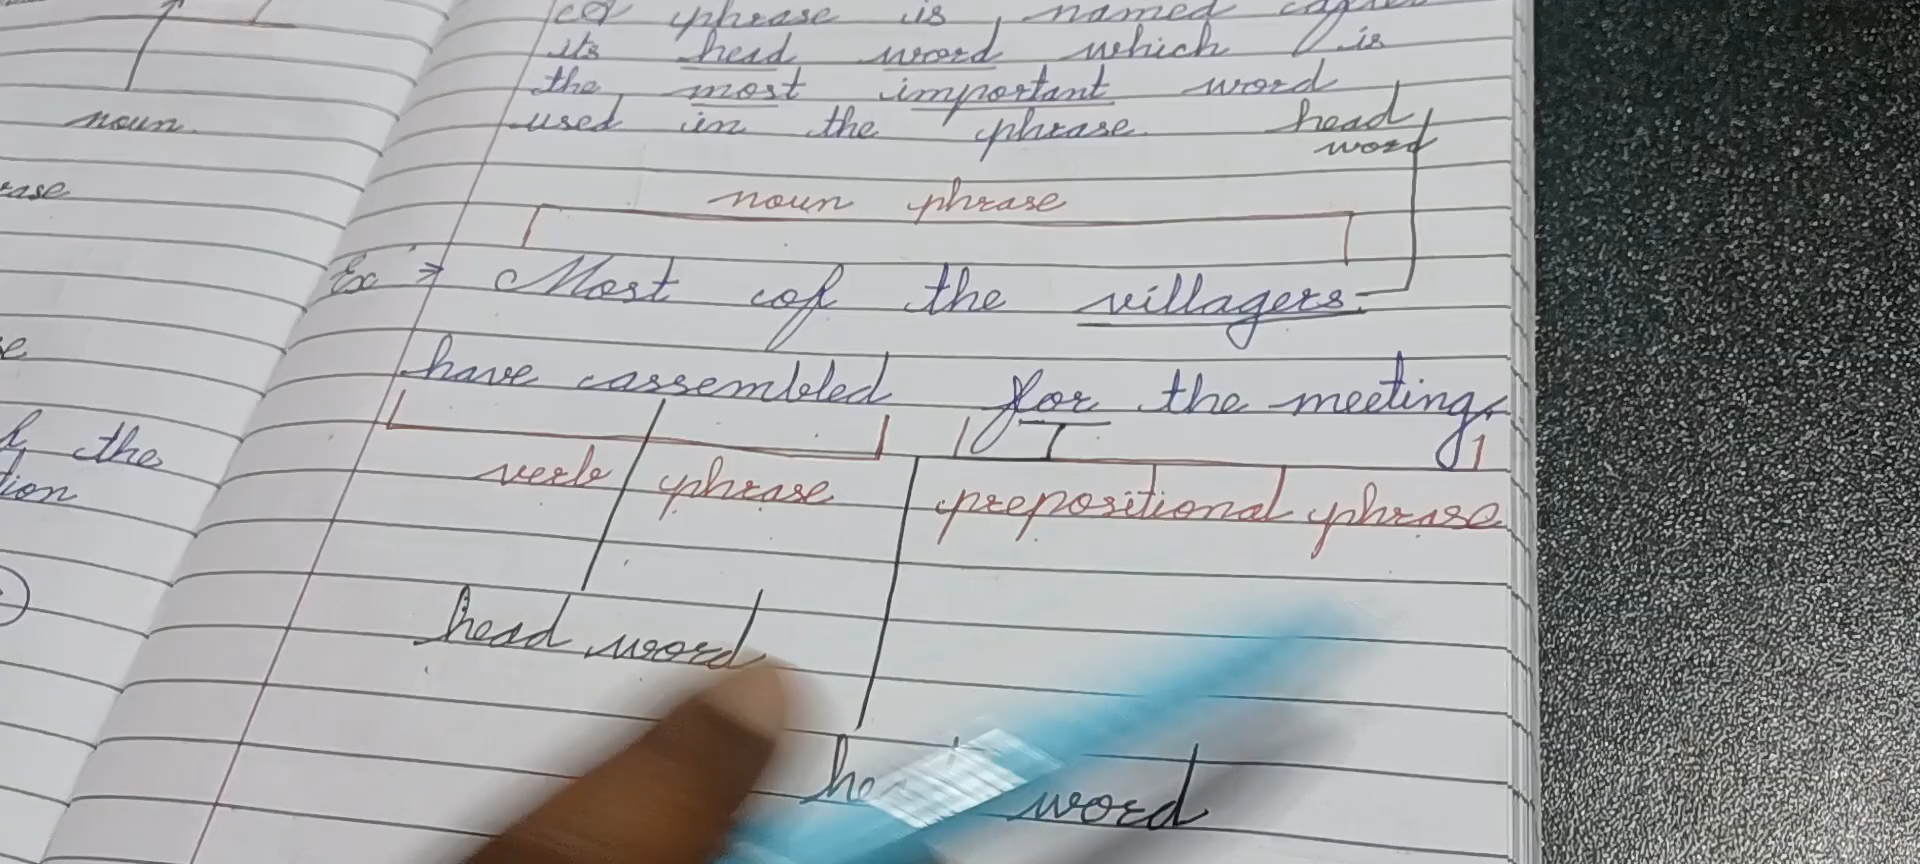 noun
the
phrase is named
its head word which is
the most important word
used in the phrase.
head
word
noun phrase
Ex ⇒ Most of the villagers
have assembled for the meeting.
verb phrase
prepositional phrase
head word
word